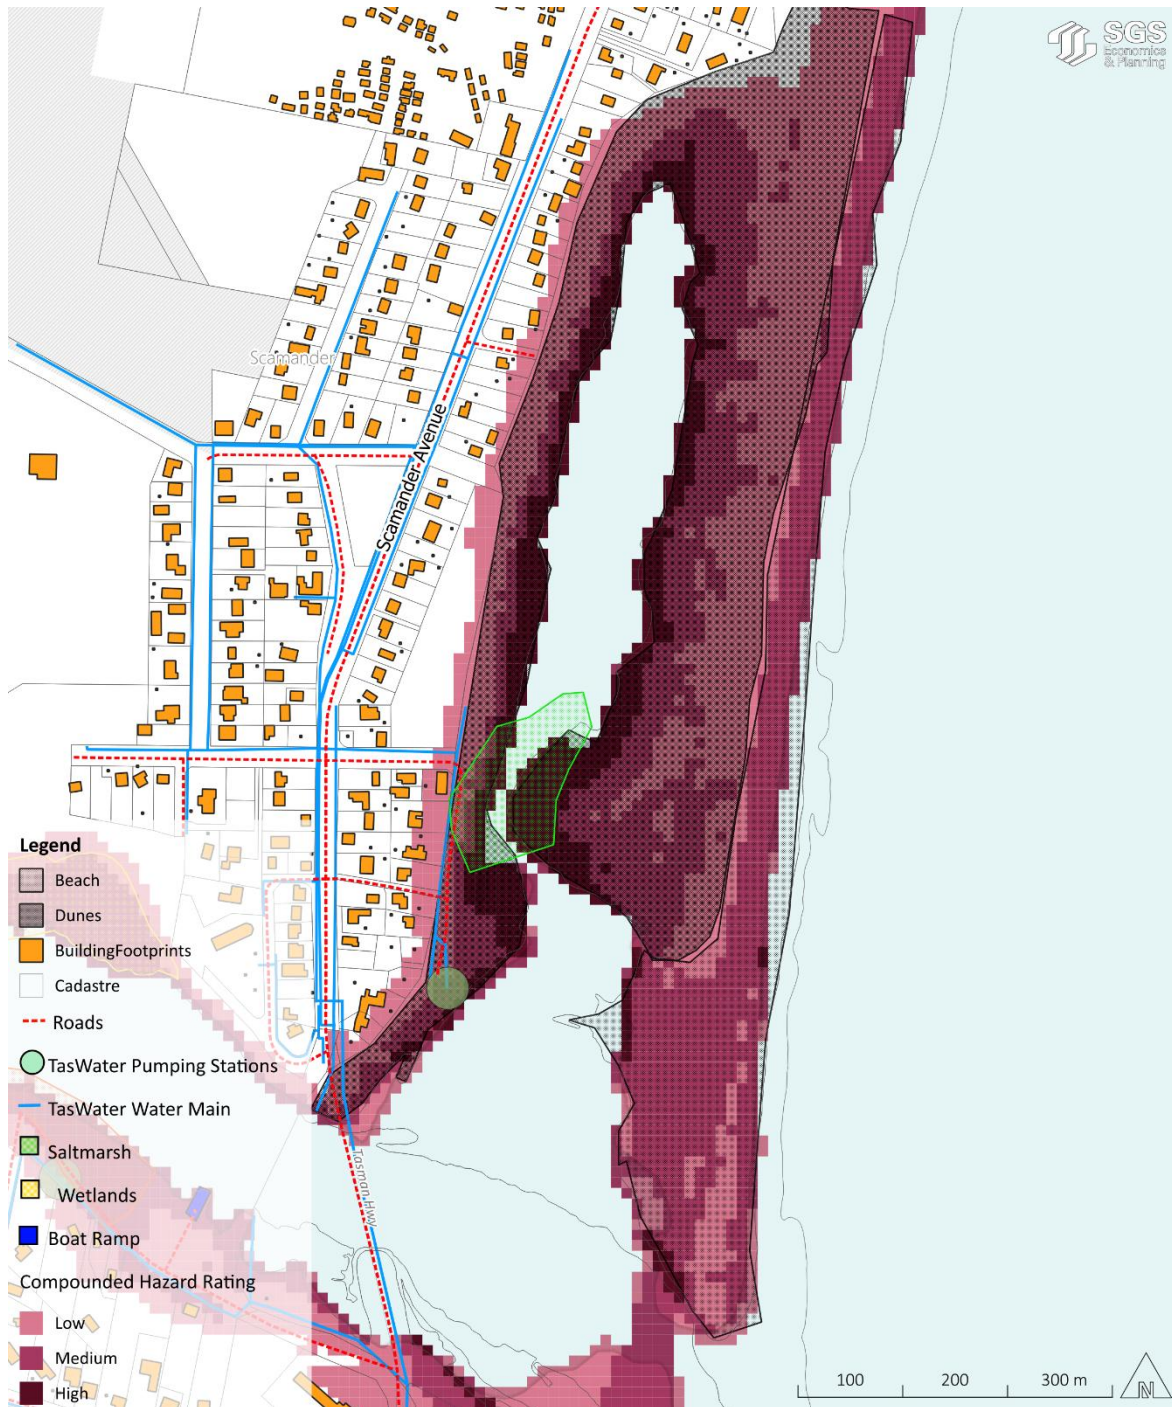 SGS
Economics
& Planning
Scamander
Scamander Avenue
Legend
Beach
Dunes
BuildingFootprints
Cadastre
Roads
TasWater Pumping Stations
TasWater Water Main
Saltmarsh
Wetlands
Boat Ramp
Compounded Hazard Rating
Low
Medium
High
Tasman Hwy
100 200 300 m
N